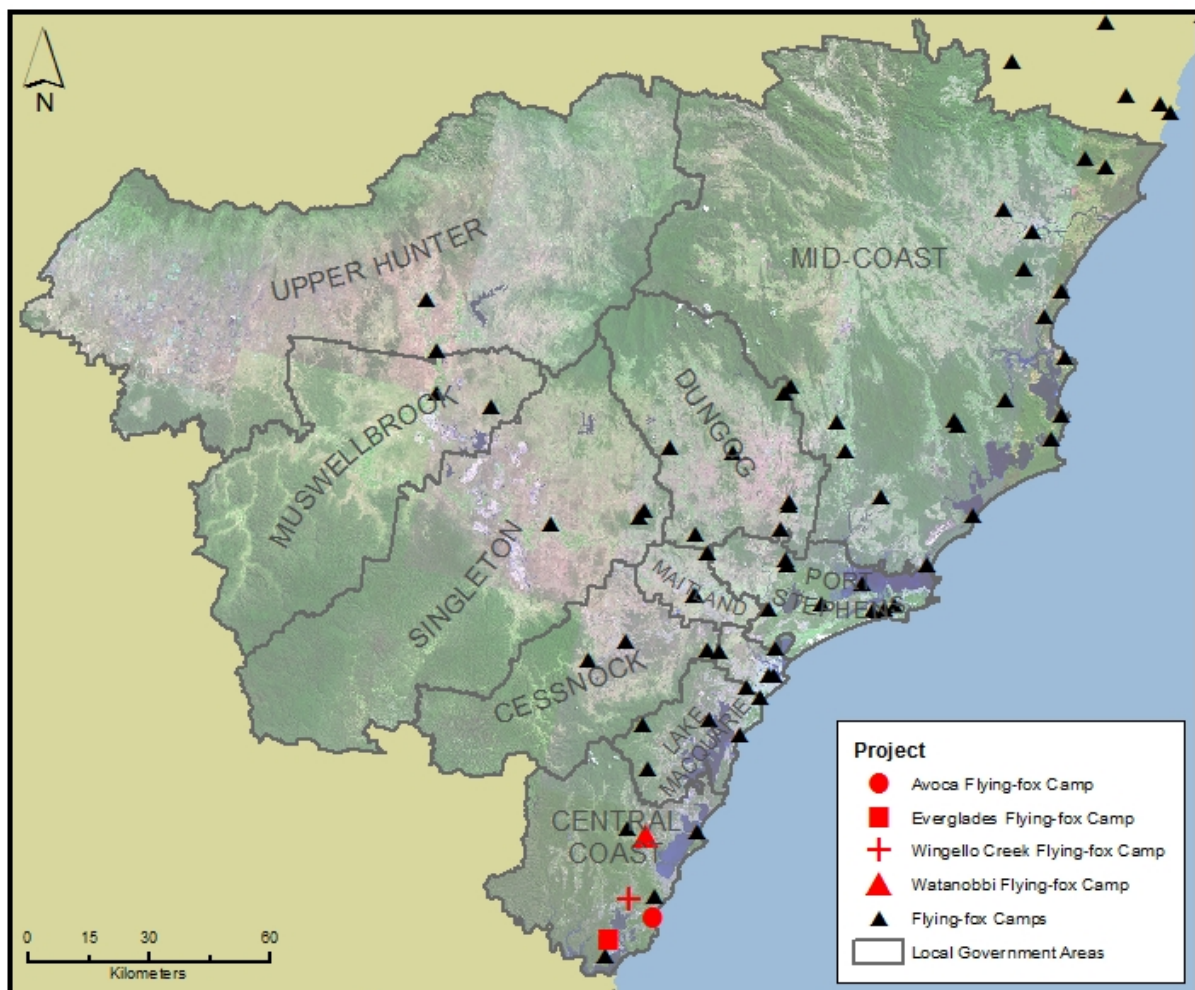 N
UPPER HUNTER
MID-COAST
MUSWELLBROOK
DUNGOG
SINGLETON
MAITLAND
PORT
STEPHENS
CESSNOCK
LAKE
MACQUARIE
CENTRAL
COAST
Project
Avoca Flying-fox Camp
Everglades Flying-fox Camp
Wingello Creek Flying-fox Camp
Watanobbi Flying-fox Camp
Flying-fox Camps
Local Government Areas
0 15 30 60
Kilometers